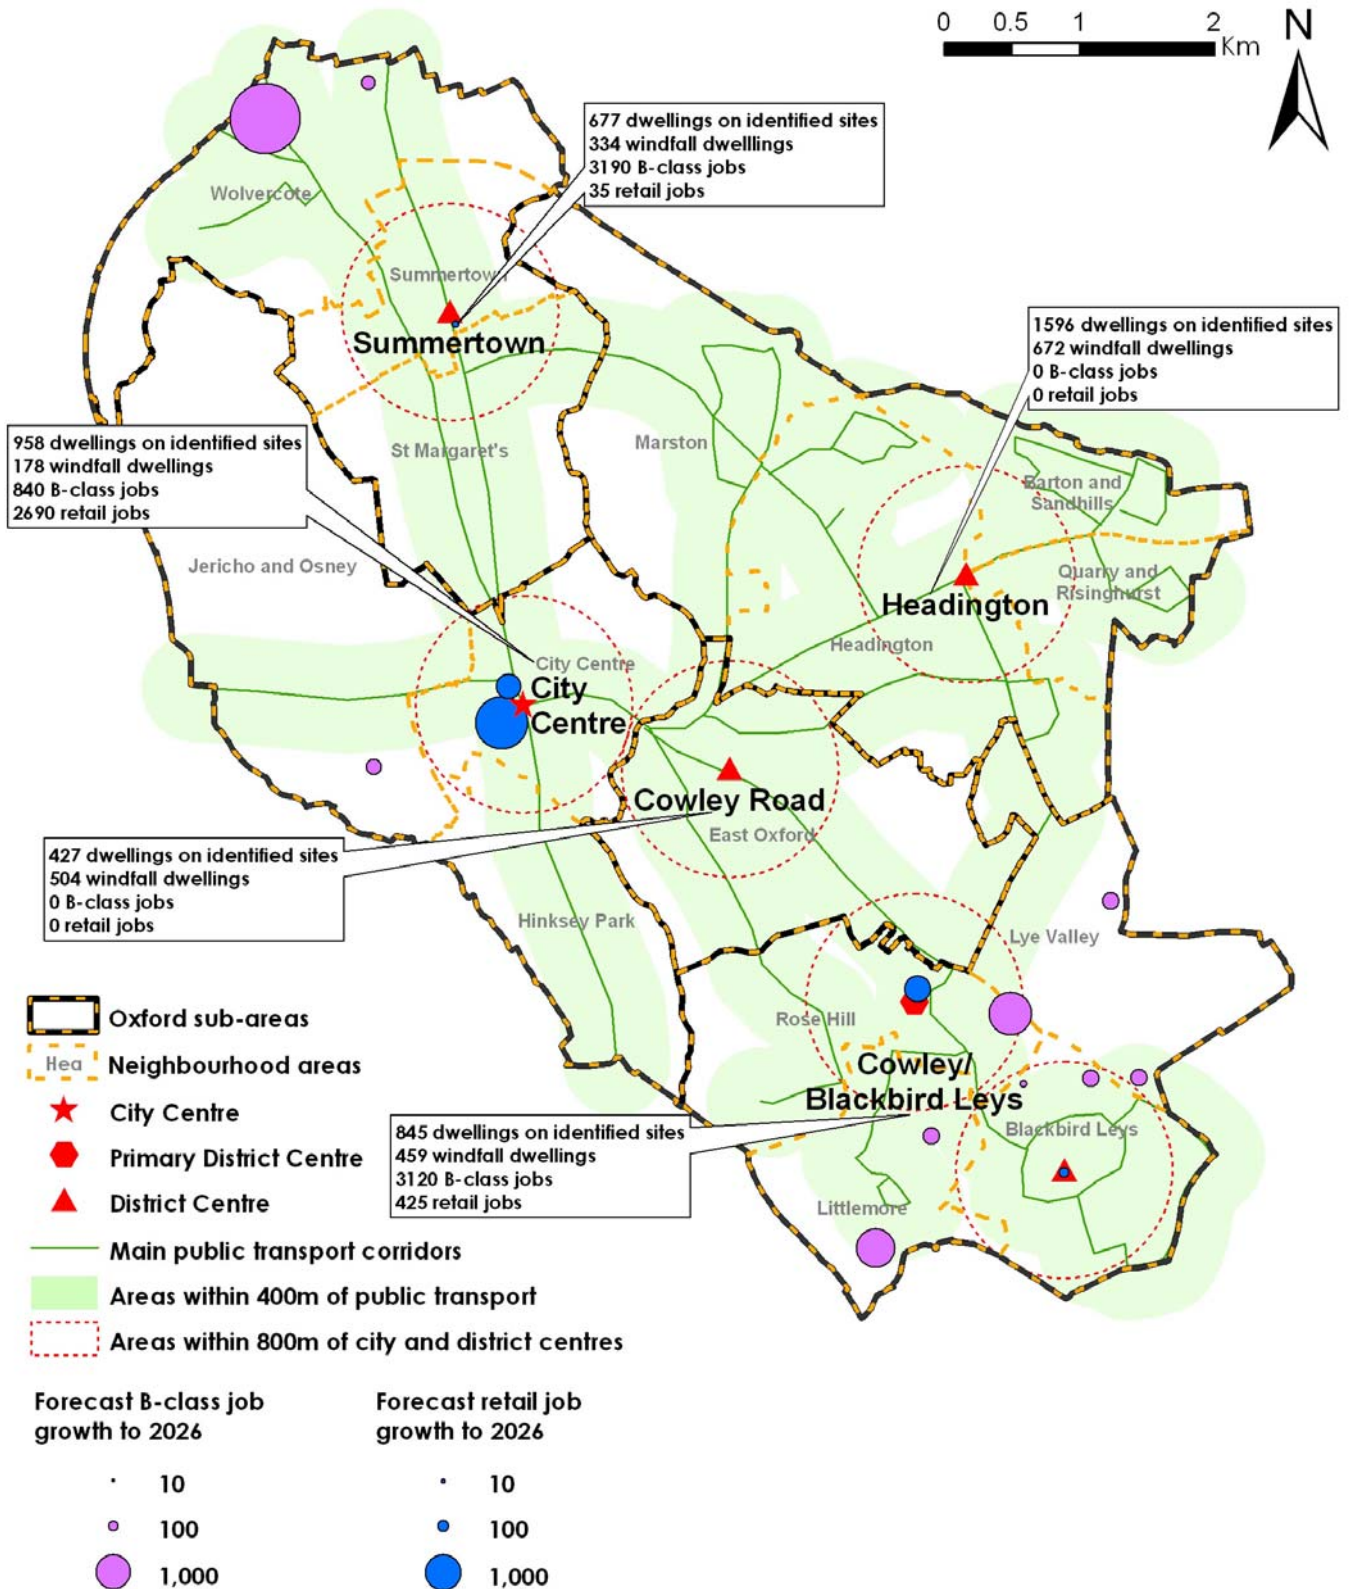 0 0.5 1 2
Km
N
677 dwellings on identified sites
334 windfall dwelllings
3190 B-class jobs
35 retail jobs
Wolvercote
Summertown
Summertown
1596 dwellings on identified sites
672 windfall dwellings
0 B-class jobs
0 retail jobs
958 dwellings on identified sites
178 windfall dwellings
840 B-class jobs
2690 retail jobs
St Margaret's
Marston
Barton and
Sandhills
Jericho and Osney
Quarry and
Risinghurst
Headington
Headington
City Centre
City
Centre
Cowley Road
East Oxford
427 dwellings on identified sites
504 windfall dwellings
0 B-class jobs
0 retail jobs
Hinksey Park
Lye Valley
Rose Hill
Cowley/
Blackbird Leys
Blackbird Leys
845 dwellings on identified sites
459 windfall dwellings
3120 B-class jobs
425 retail jobs
Littlemore
Oxford sub-areas
Hea Neighbourhood areas
City Centre
Primary District Centre
District Centre
Main public transport corridors
Areas within 400m of public transport
Areas within 800m of city and district centres
Forecast B-class job
growth to 2026
10
100
1,000
Forecast retail job
growth to 2026
10
100
1,000